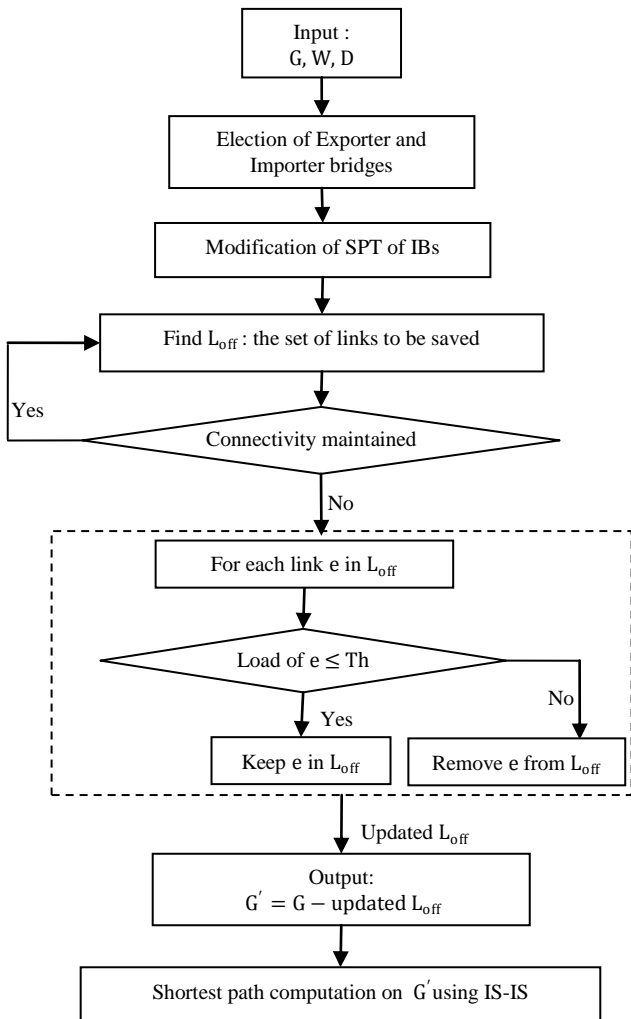 Input :
G, W, D
Election of Exporter and
Importer bridges
Modification of SPT of IBs
Find L_off : the set of links to be saved
Yes
Connectivity maintained
No
For each link e in L_off
Load of e ≤ Th
No
Yes
Keep e in L_off
Remove e from L_off
Updated L_off
Output:
G′ = G − updated L_off
Shortest path computation on G′ using IS-IS